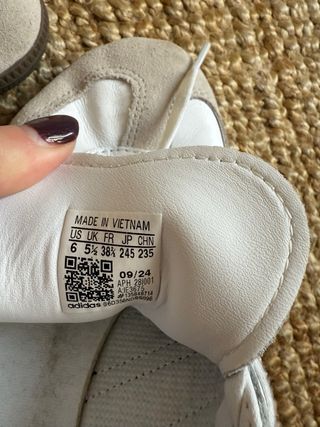 MADE IN VIETNAM
US UK FR JP CHN
6 5½ 38⅔ 245 235
09/24
APH 28I001
adidas